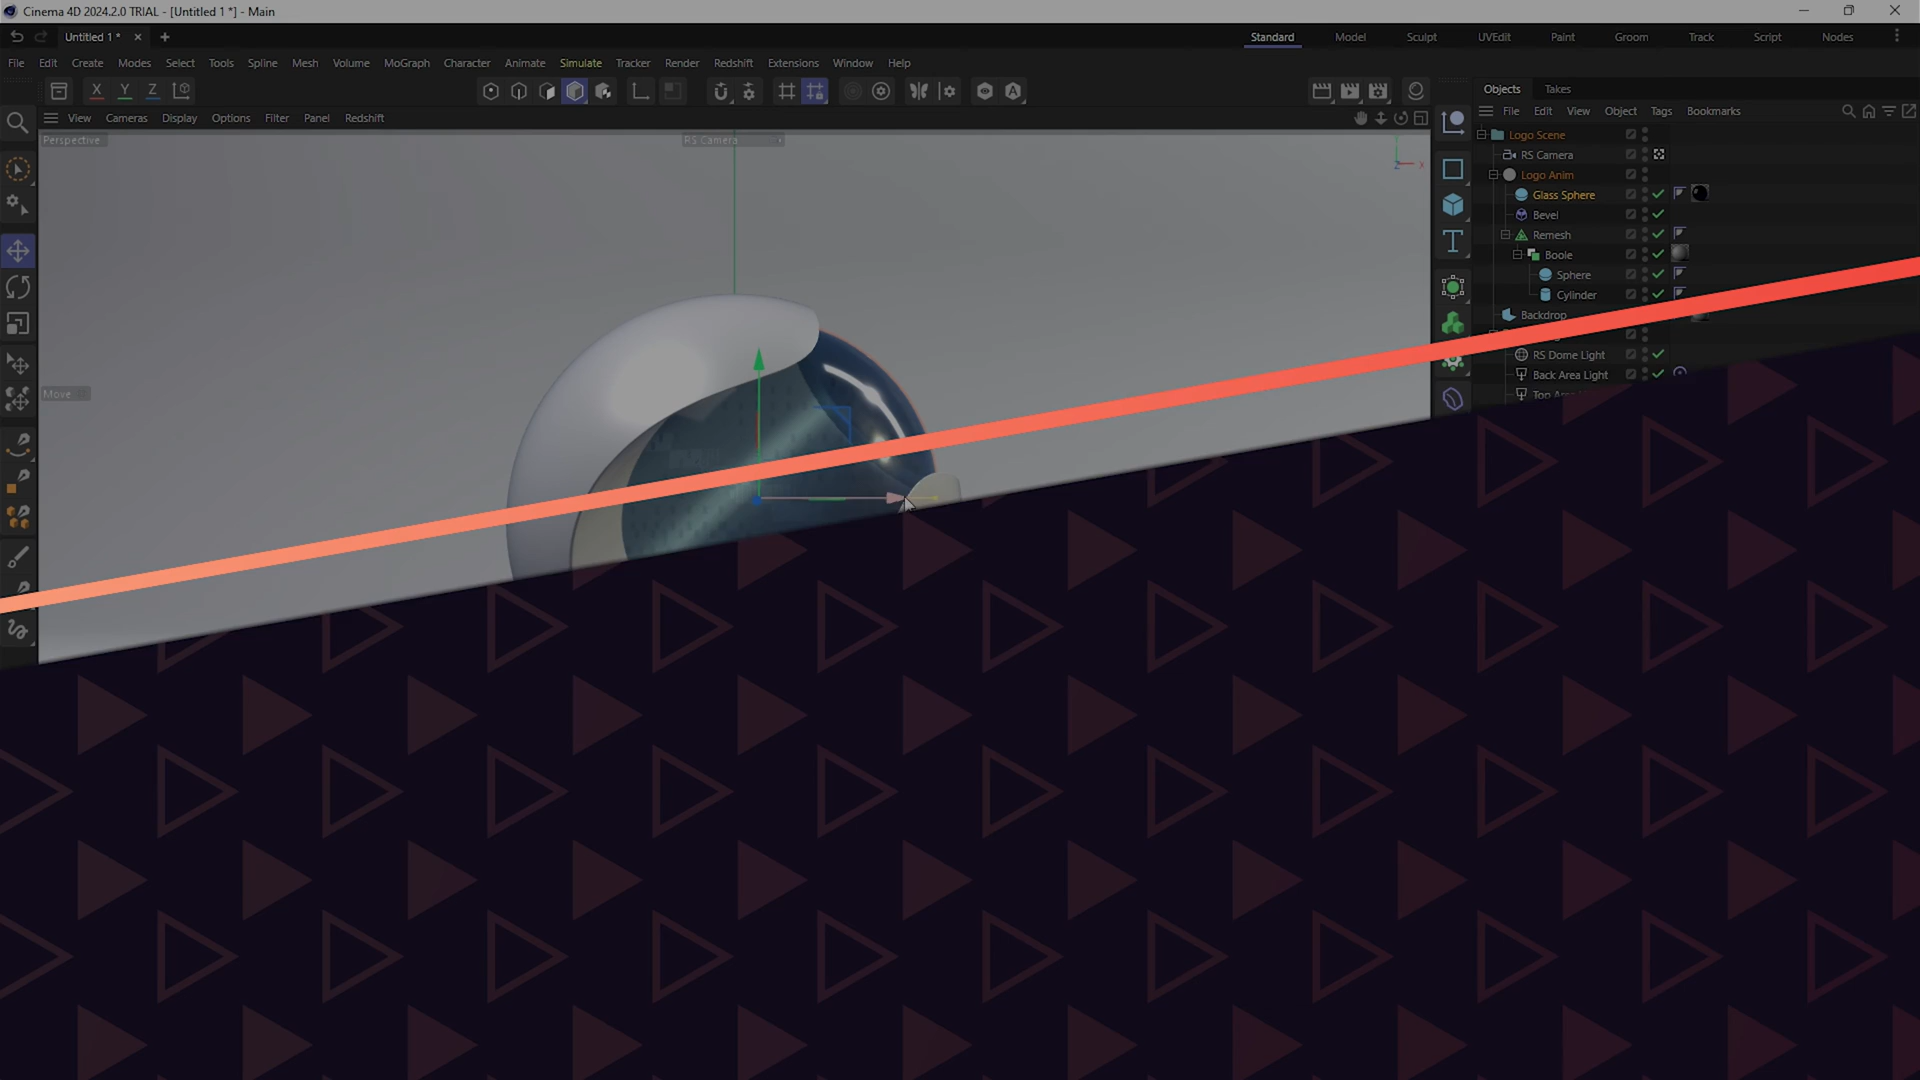 Cinema 4D 2024.2.0 TRIAL - [Untitled 1 *] - Main
Untitled 1 *
Standard Model Sculpt UVEdit Paint Groom Track Script Nodes
File Edit Create Modes Select Tools Spline Mesh Volume MoGraph Character Animate Simulate Tracker Render Redshift Extensions Window Help
X Y Z
Objects Takes
File Edit View Object Tags Bookmarks
View Cameras Display Options Filter Panel Redshift
Perspective
RS Camera
Logo Scene
RS Camera
Logo Anim
Glass Sphere
Bevel
Remesh
Boole
Sphere
Cylinder
Backdrop
RS Dome Light
Back Area Light
Top
Move